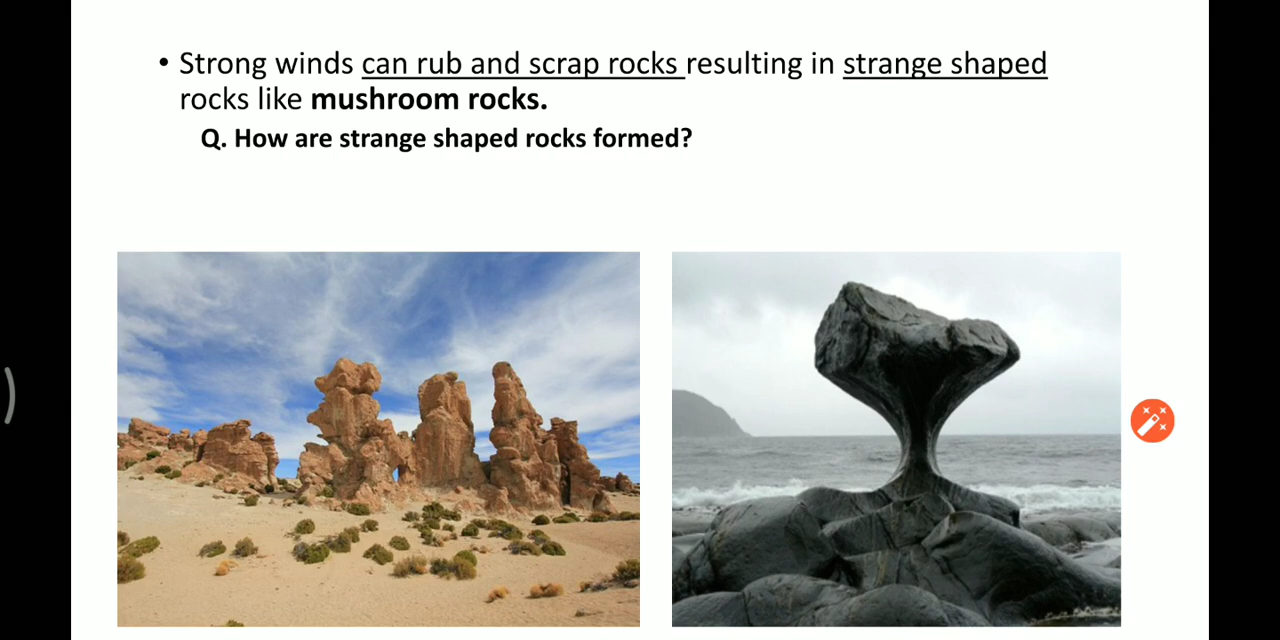 • Strong winds can rub and scrap rocks resulting in strange shaped
rocks like mushroom rocks.
Q. How are strange shaped rocks formed?